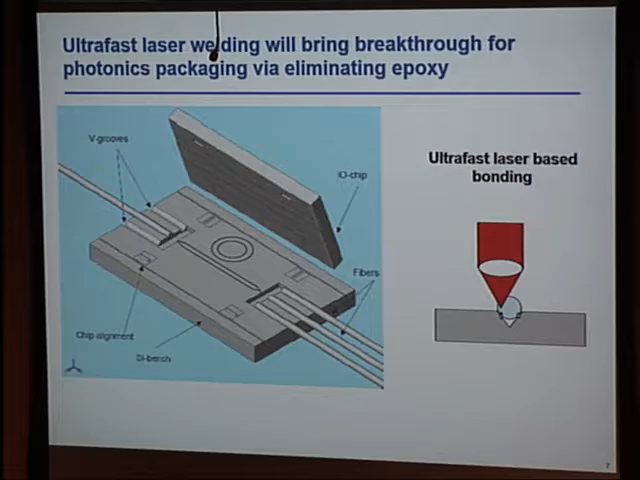 Ultrafast laser welding will bring breakthrough for
photonics packaging via eliminating epoxy
V-grooves
IO-chip
Ultrafast laser based
bonding
Fibers
Chip alignment
Si-bench
7